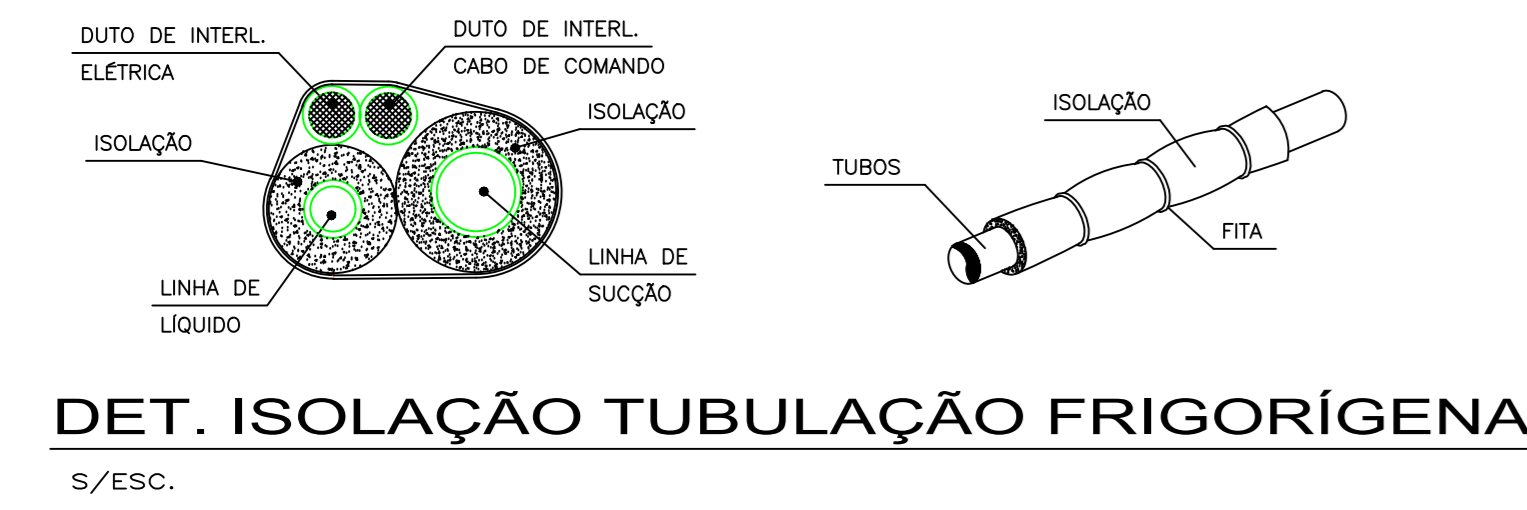 DUTO DE INTERL.
ELÉTRICA
DUTO DE INTERL.
CABO DE COMANDO
ISOLAÇÃO
ISOLAÇÃO
LINHA DE
LÍQUIDO
LINHA DE
SUCÇÃO
ISOLAÇÃO
TUBOS
FITA
DET. ISOLAÇÃO TUBULAÇÃO FRIGORÍGENA
S/ESC.